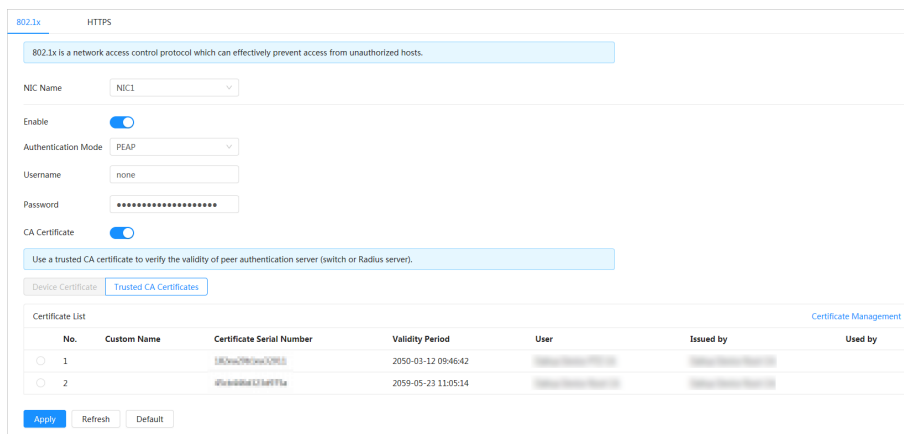 802.1x HTTPS
802.1x is a network access control protocol which can effectively prevent access from unauthorized hosts.
NIC Name NIC1
Enable
Authentication Mode PEAP
Username none
Password ••••••••••••••••••••
CA Certificate
Use a trusted CA certificate to verify the validity of peer authentication server (switch or Radius server).
Device Certificate Trusted CA Certificates
Certificate List Certificate Management
No. Custom Name Certificate Serial Number Validity Period User Issued by Used by
1 2050-03-12 09:46:42
2 2059-05-23 11:05:14
Apply Refresh Default